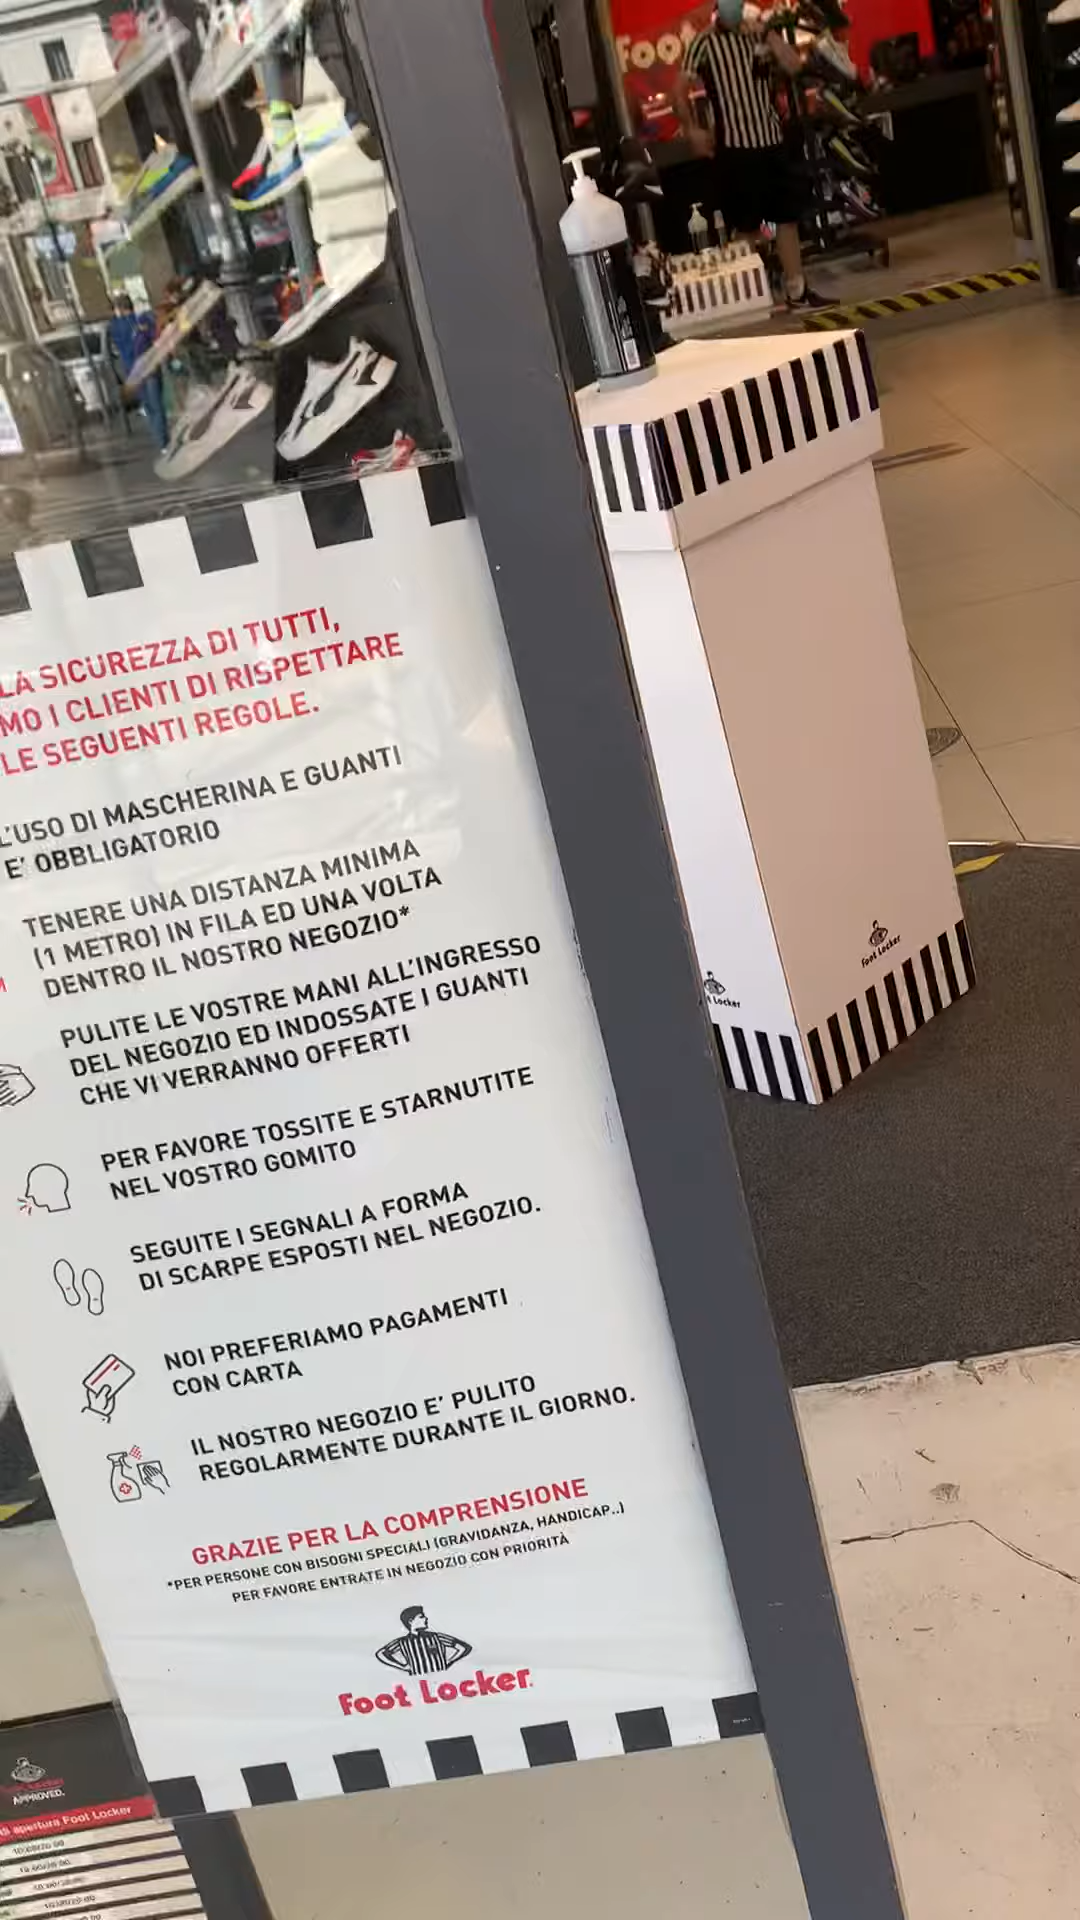 Foot
LA SICUREZZA DI TUTTI,
MO I CLIENTI DI RISPETTARE
LE SEGUENTI REGOLE.
L'USO DI MASCHERINA E GUANTI
E' OBBLIGATORIO
TENERE UNA DISTANZA MINIMA
(1 METRO) IN FILA ED UNA VOLTA
DENTRO IL NOSTRO NEGOZIO*
PULITE LE VOSTRE MANI ALL'INGRESSO
DEL NEGOZIO ED INDOSSATE I GUANTI
CHE VI VERRANNO OFFERTI
PER FAVORE TOSSITE E STARNUTITE
NEL VOSTRO GOMITO
SEGUITE I SEGNALI A FORMA
DI SCARPE ESPOSTI NEL NEGOZIO.
NOI PREFERIAMO PAGAMENTI
CON CARTA
IL NOSTRO NEGOZIO E' PULITO
REGOLARMENTE DURANTE IL GIORNO.
GRAZIE PER LA COMPRENSIONE
*PER PERSONE CON BISOGNI SPECIALI (GRAVIDANZA, HANDICAP..)
PER FAVORE ENTRATE IN NEGOZIO CON PRIORITÀ
Foot Locker.
Foot Locker
Locker
APPROVED.
apertura Foot Locker